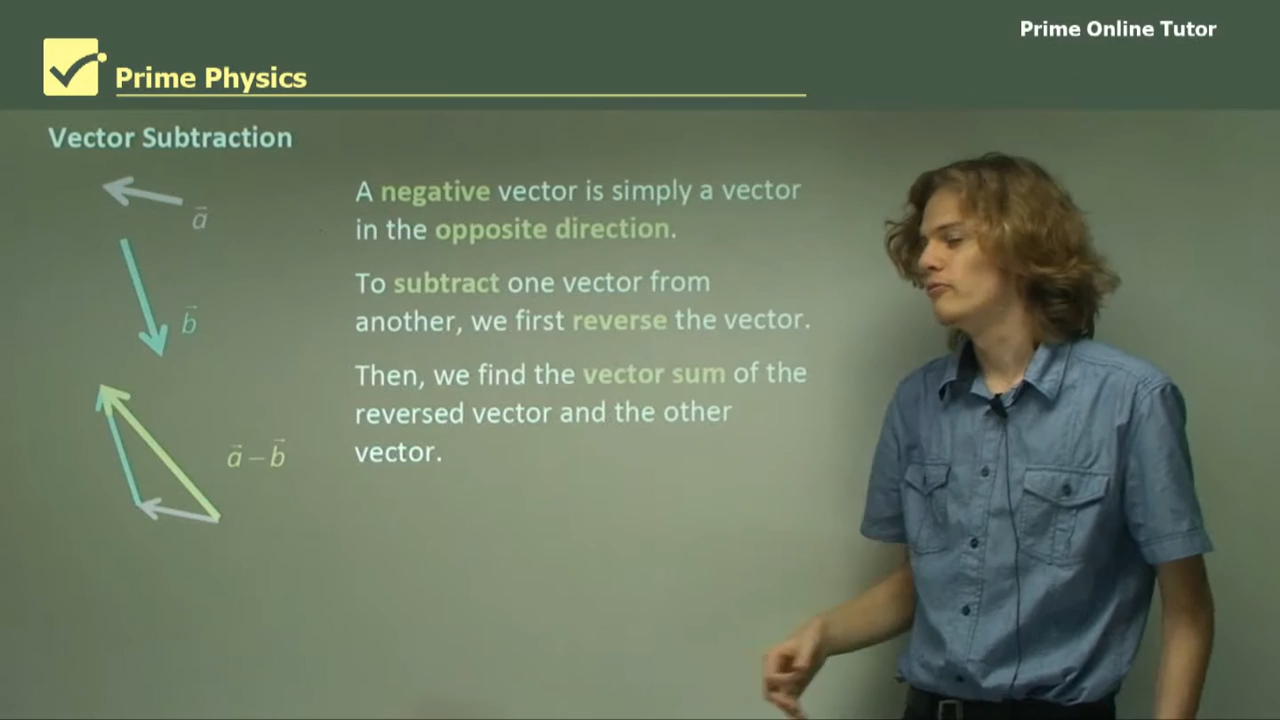 Prime Online Tutor
Prime Physics
Vector Subtraction
a⃗
b⃗
a⃗ – b⃗
A negative vector is simply a vector
in the opposite direction.
To subtract one vector from
another, we first reverse the vector.
Then, we find the vector sum of the
reversed vector and the other
vector.